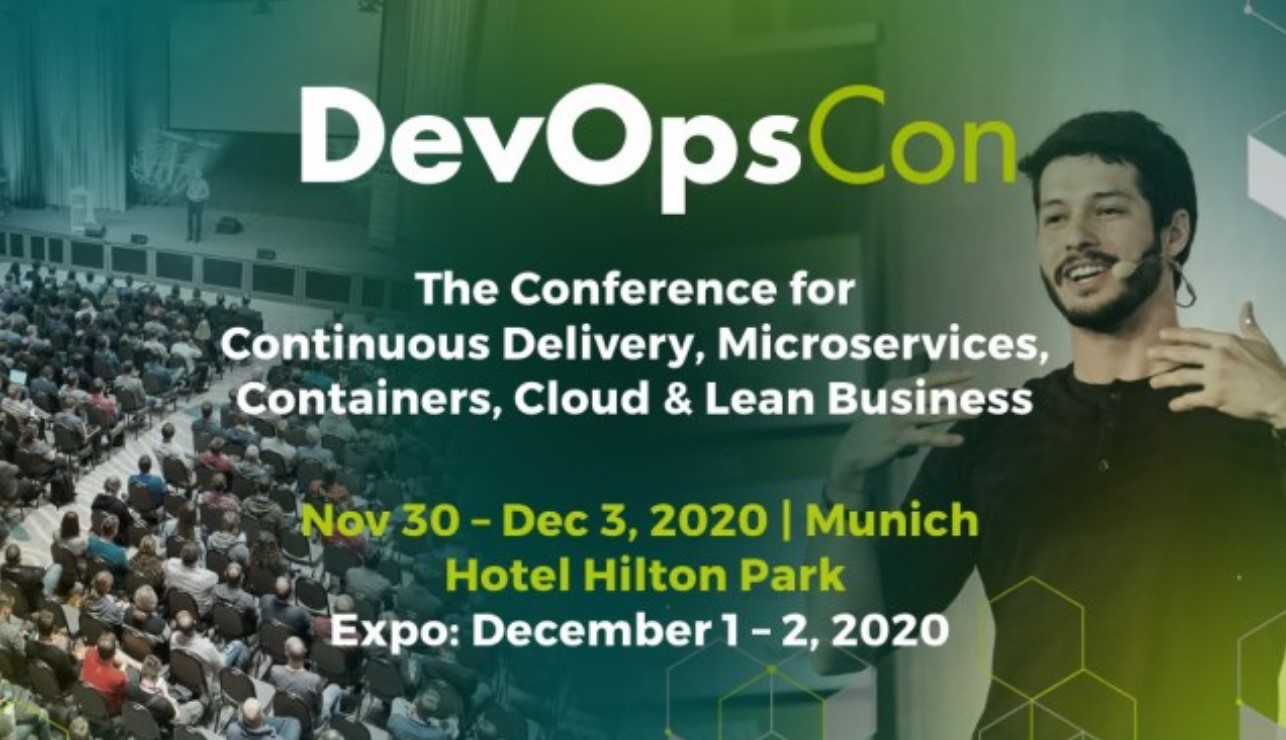 DevOpsCon
The Conference for
Continuous Delivery, Microservices,
Containers, Cloud & Lean Business
Nov 30 – Dec 3, 2020 | Munich
Hotel Hilton Park
Expo: December 1 – 2, 2020